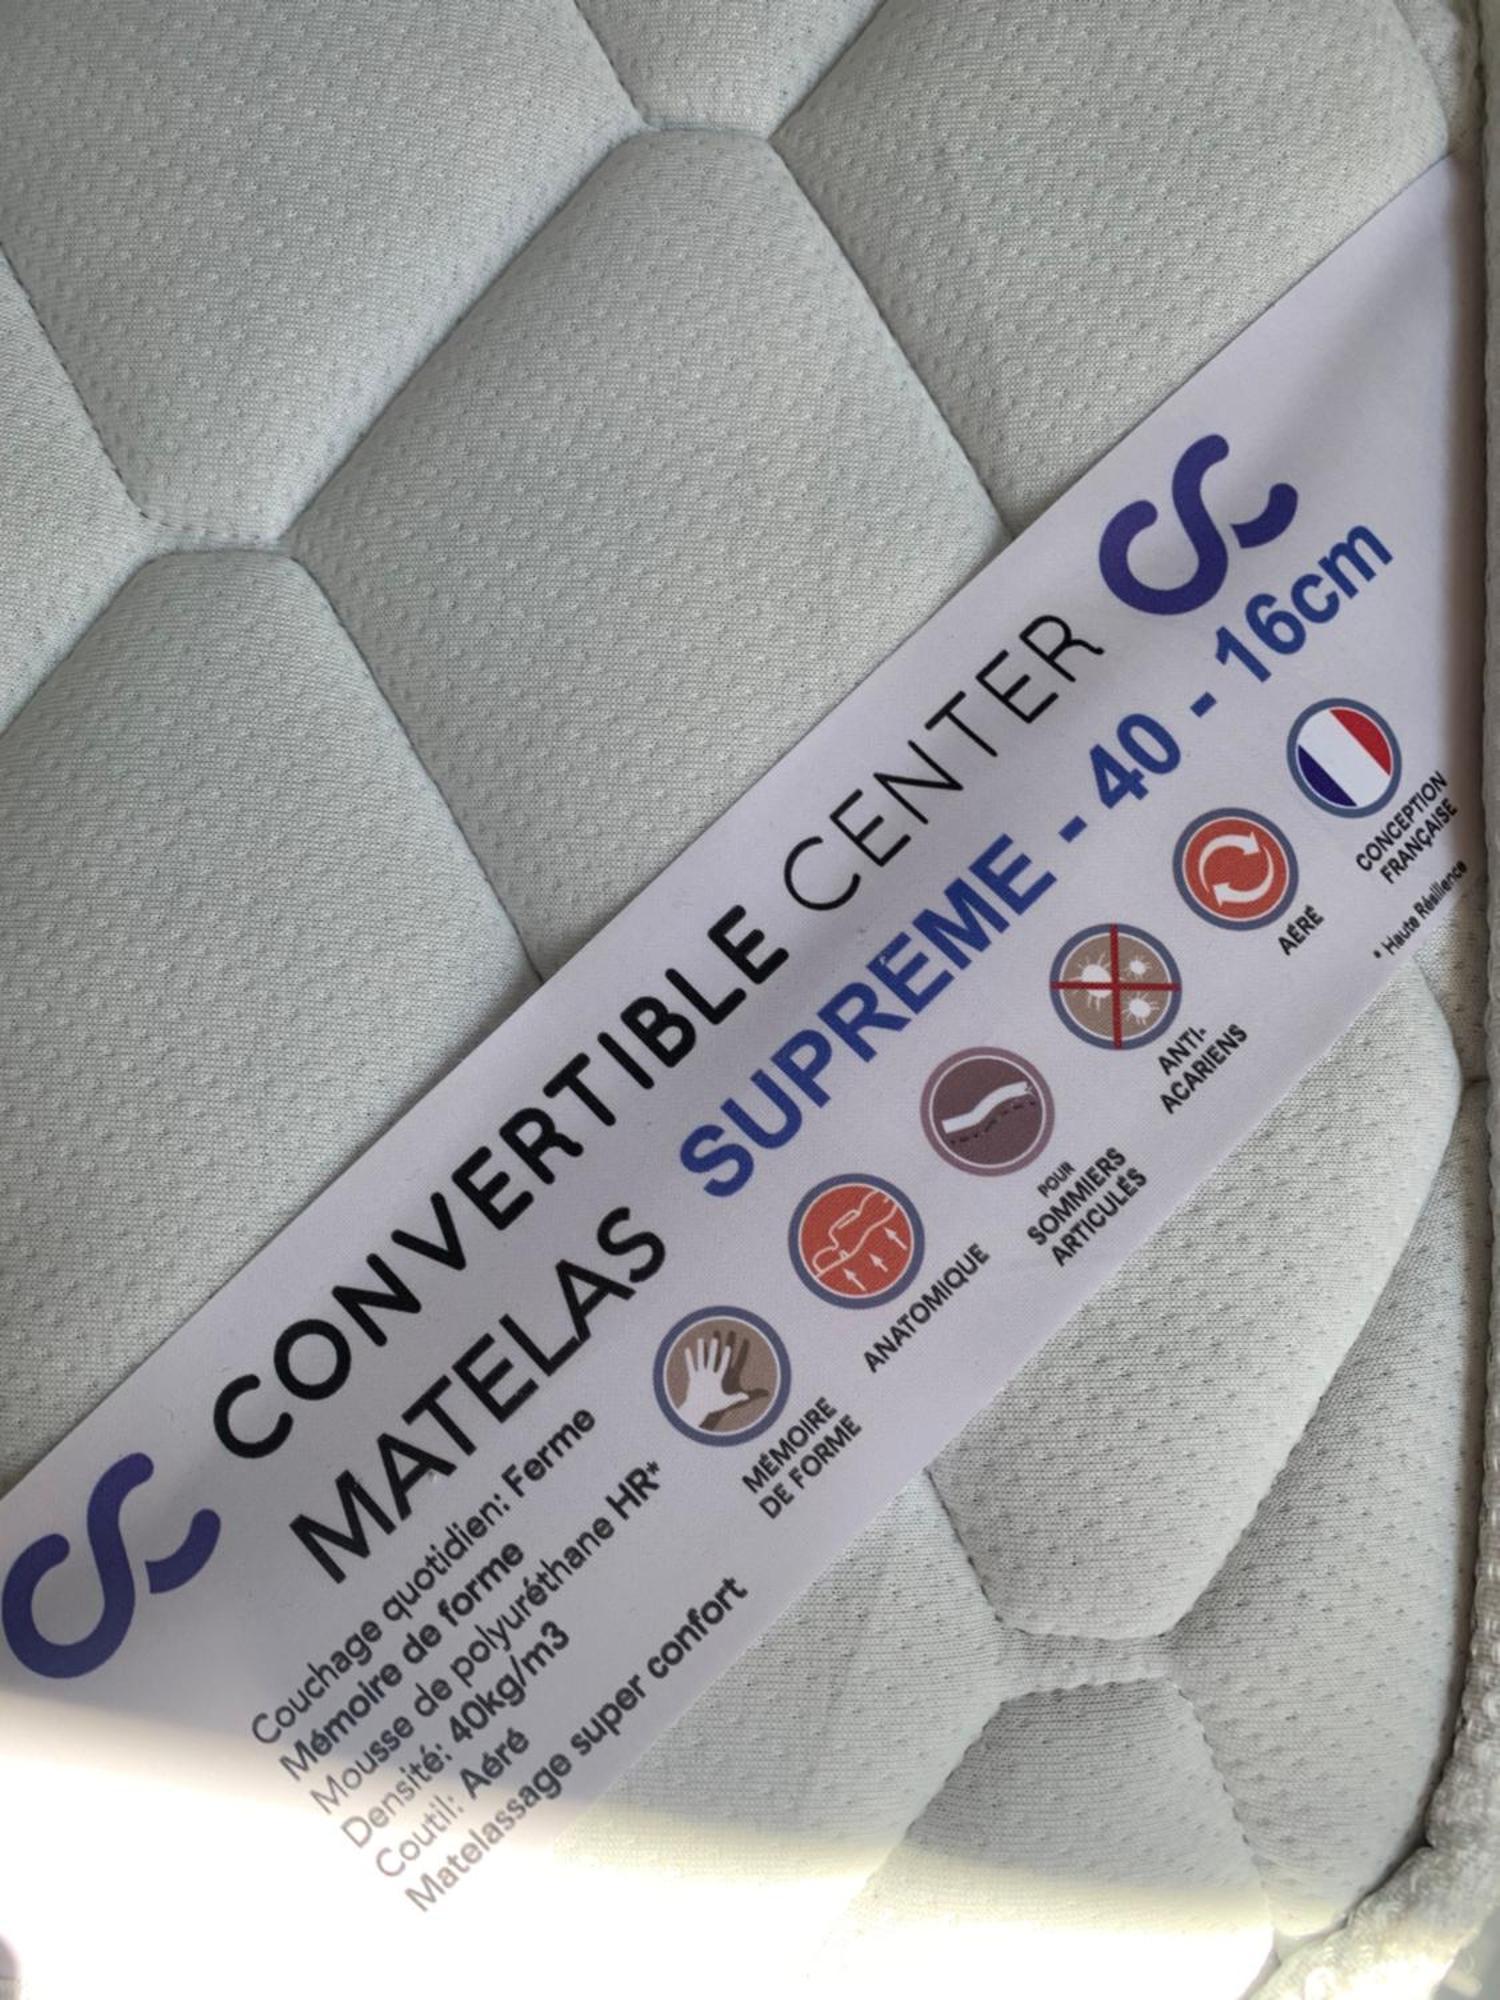 CONVERTIBLE CENTER
MATELAS SUPREME - 40 - 16cm
Couchage quotidien: Ferme
Mémoire de forme
Mousse de polyuréthane HR*
Densité: 40kg/m3
Coutil: Aéré
Matelassage super confort
MÉMOIRE
DE FORME
ANATOMIQUE
POUR
SOMMIERS
ARTICULÉS
ANTI-
ACARIENS
AÉRÉ
CONCEPTION
FRANÇAISE
* Haute Résilience